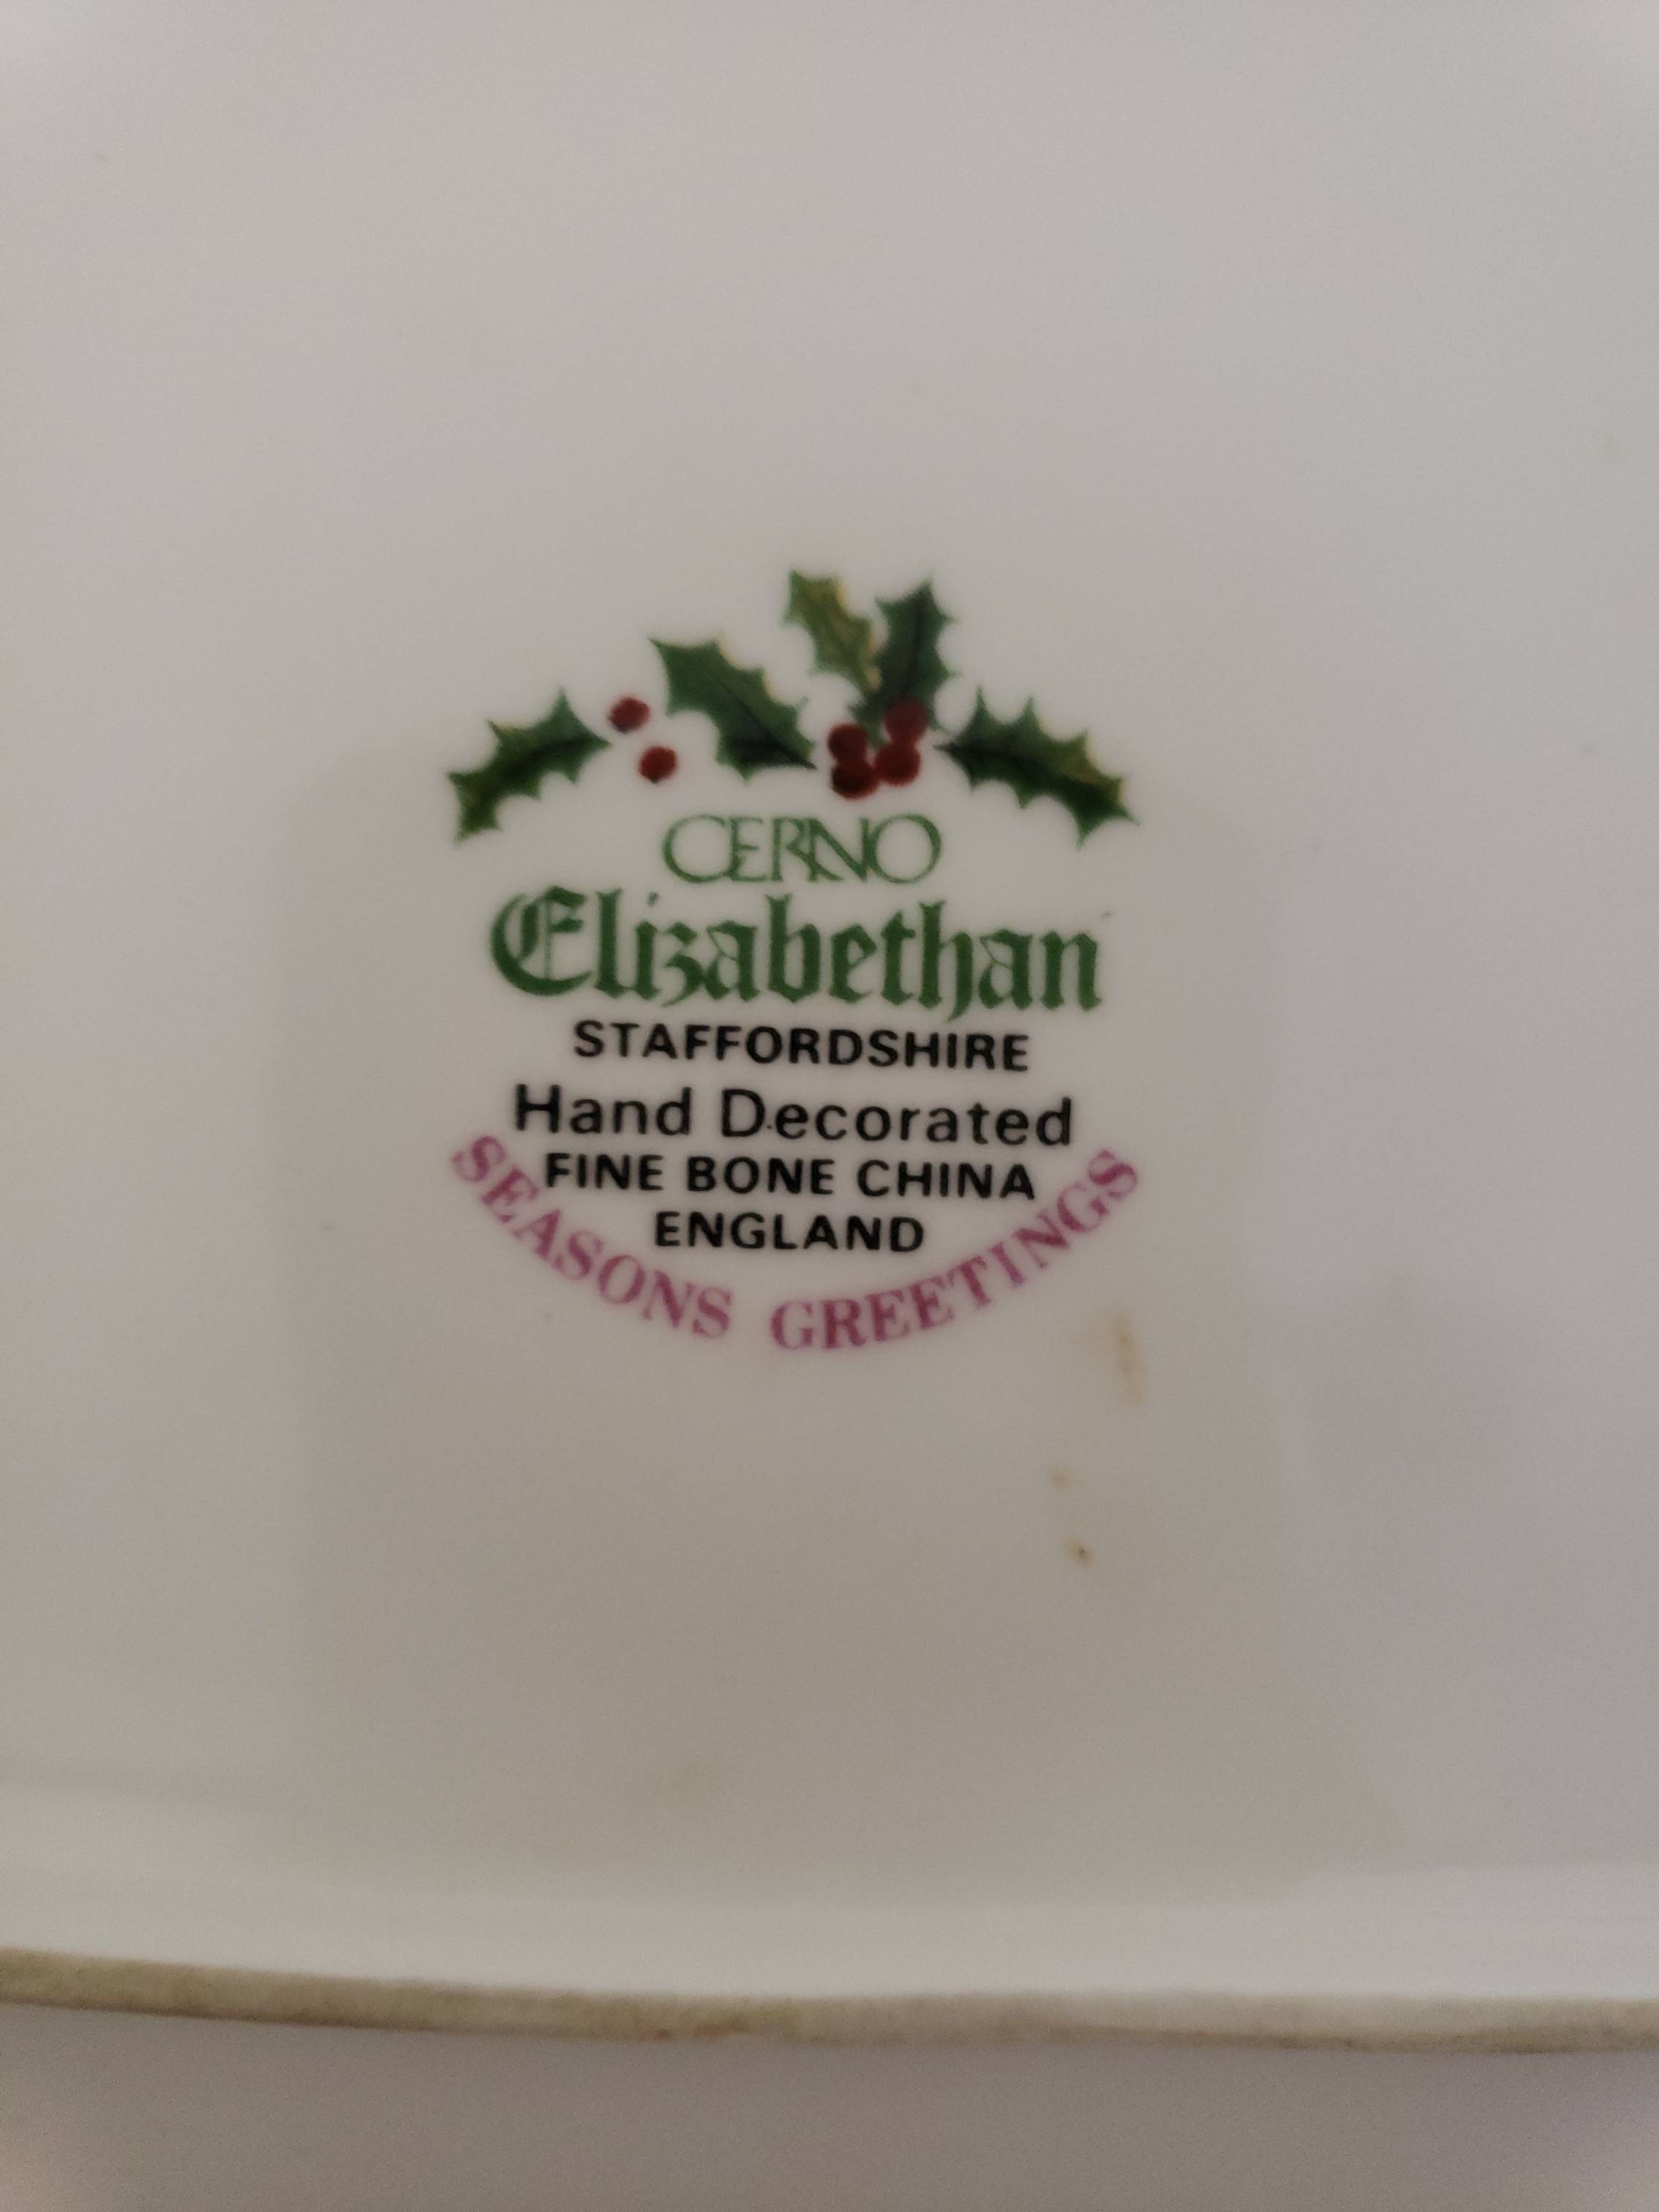 CERNO
Elizabethan
STAFFORDSHIRE
Hand Decorated
FINE BONE CHINA
ENGLAND
SEASONS GREETINGS